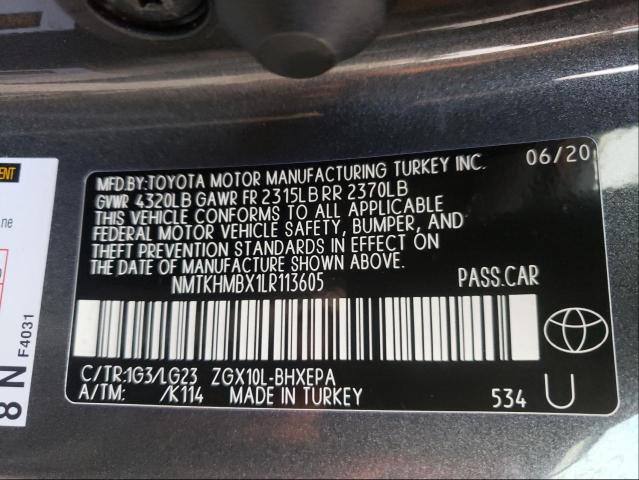 MFD.BY:TOYOTA MOTOR MANUFACTURING TURKEY INC. 06/20
GVWR 4320LB GAWR FR 2315LB RR 2370LB
THIS VEHICLE CONFORMS TO ALL APPLICABLE
FEDERAL MOTOR VEHICLE SAFETY, BUMPER, AND
THEFT PREVENTION STANDARDS IN EFFECT ON
THE DATE OF MANUFACTURE SHOWN ABOVE.
NMTKHMBX1LR113605 PASS.CAR
C/TR:1G3/LG23 ZGX10L-BHXEPA
A/TM: /K114 MADE IN TURKEY 534 U
8 N
F4031